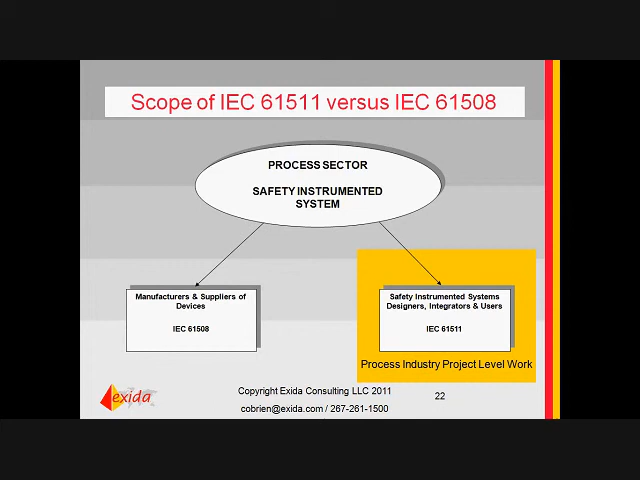 Scope of IEC 61511 versus IEC 61508
PROCESS SECTOR
SAFETY INSTRUMENTED
SYSTEM
Manufacturers & Suppliers of
Devices
IEC 61508
Safety Instrumented Systems
Designers, Integrators & Users
IEC 61511
Process Industry Project Level Work
exida
Copyright Exida Consulting LLC 2011
cobrien@exida.com / 267-261-1500
22